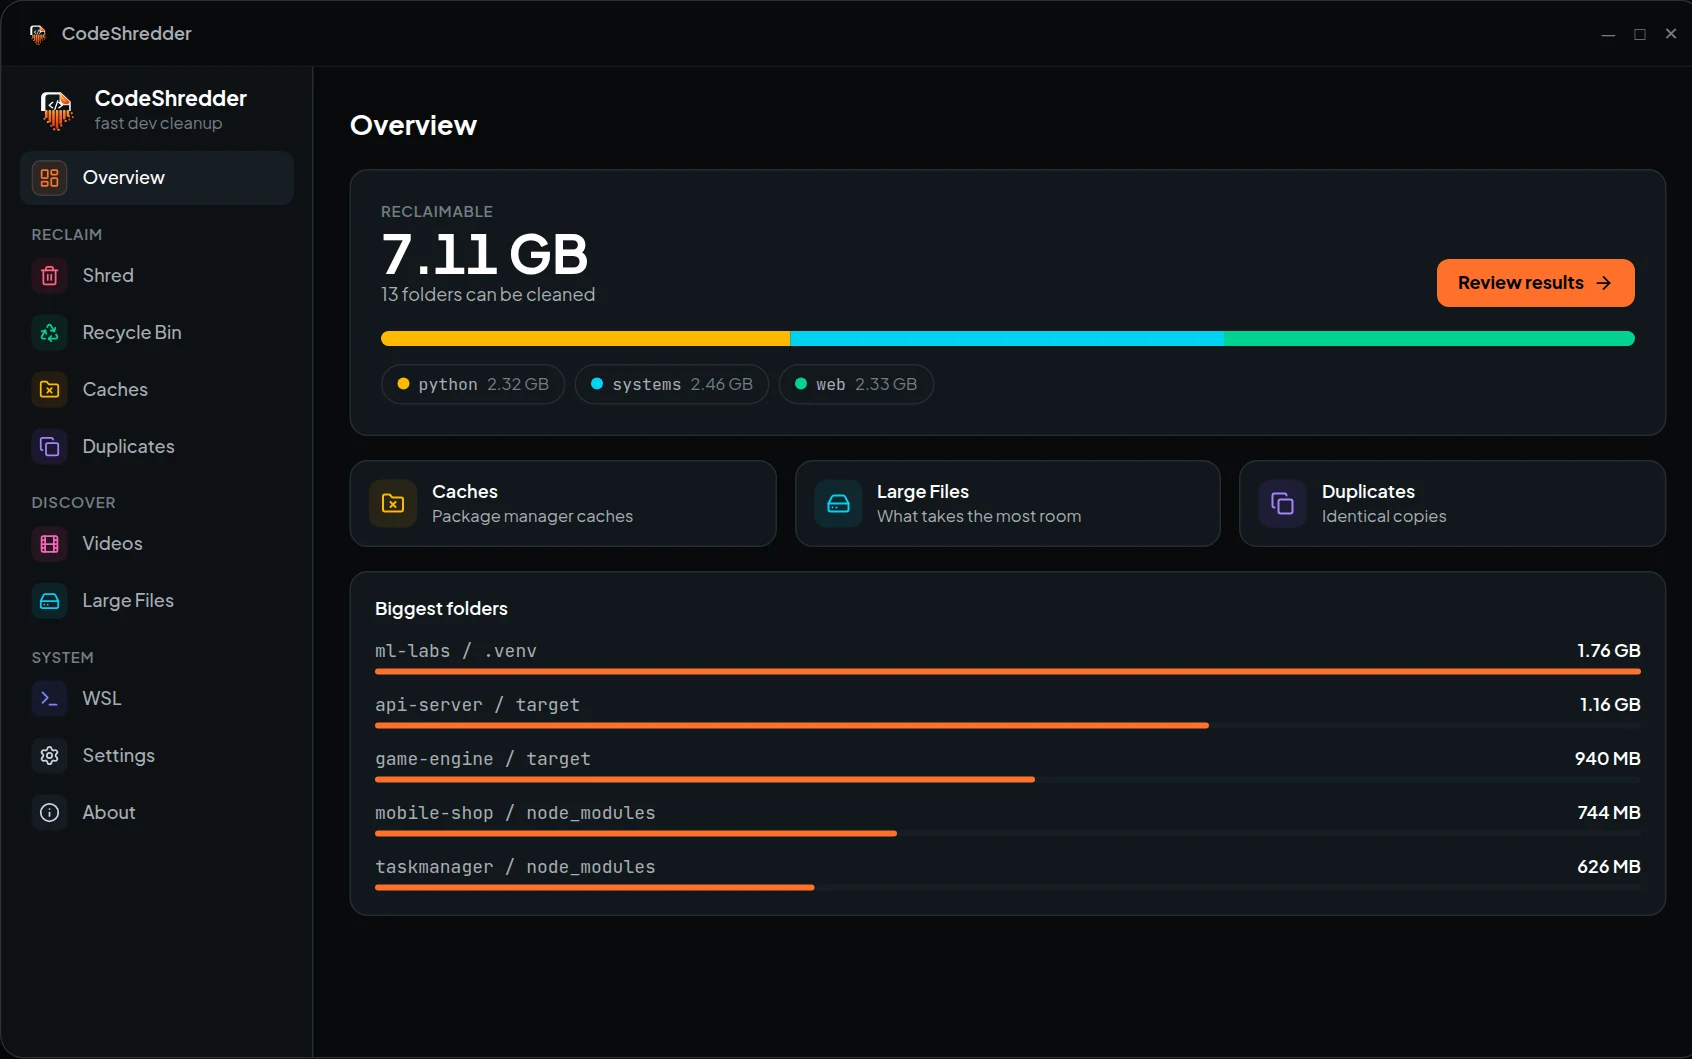 CodeShredder
CodeShredder
fast dev cleanup
Overview
RECLAIM
Shred
Recycle Bin
Caches
Duplicates
DISCOVER
Videos
Large Files
SYSTEM
WSL
Settings
About
Overview
RECLAIMABLE
7.11 GB
13 folders can be cleaned
Review results →
python 2.32 GB
systems 2.46 GB
web 2.33 GB
Caches
Package manager caches
Large Files
What takes the most room
Duplicates
Identical copies
Biggest folders
ml-labs / .venv 1.76 GB
api-server / target 1.16 GB
game-engine / target 940 MB
mobile-shop / node_modules 744 MB
taskmanager / node_modules 626 MB